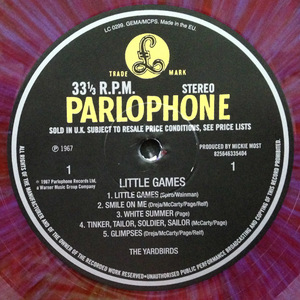 LC 0299. GEMA/MCPS. Made in the EU.
£
TRADE MARK
33⅓ R.P.M. STEREO
PARLOPHONE
SOLD IN U.K. SUBJECT TO RESALE PRICE CONDITIONS, SEE PRICE LISTS
℗ 1967
PRODUCED BY MICKIE MOST
825646335404
1
1
℗ 1967 Parlophone Records Ltd.
a Warner Music Group Company
LITTLE GAMES
1. LITTLE GAMES (Spiro/Wainman)
2. SMILE ON ME (Dreja/McCarty/Page/Relf)
3. WHITE SUMMER (Page)
4. TINKER, TAILOR, SOLDIER, SAILOR (McCarty/Page)
5. GLIMPSES (Dreja/McCarty/Page/Relf)
THE YARDBIRDS
ALL RIGHTS OF THE MANUFACTURER AND OF THE OWNER OF THE RECORDED WORK RESERVED—UNAUTHORISED PUBLIC PERFORMANCE, BROADCASTING AND COPYING OF THIS RECORD PROHIBITED